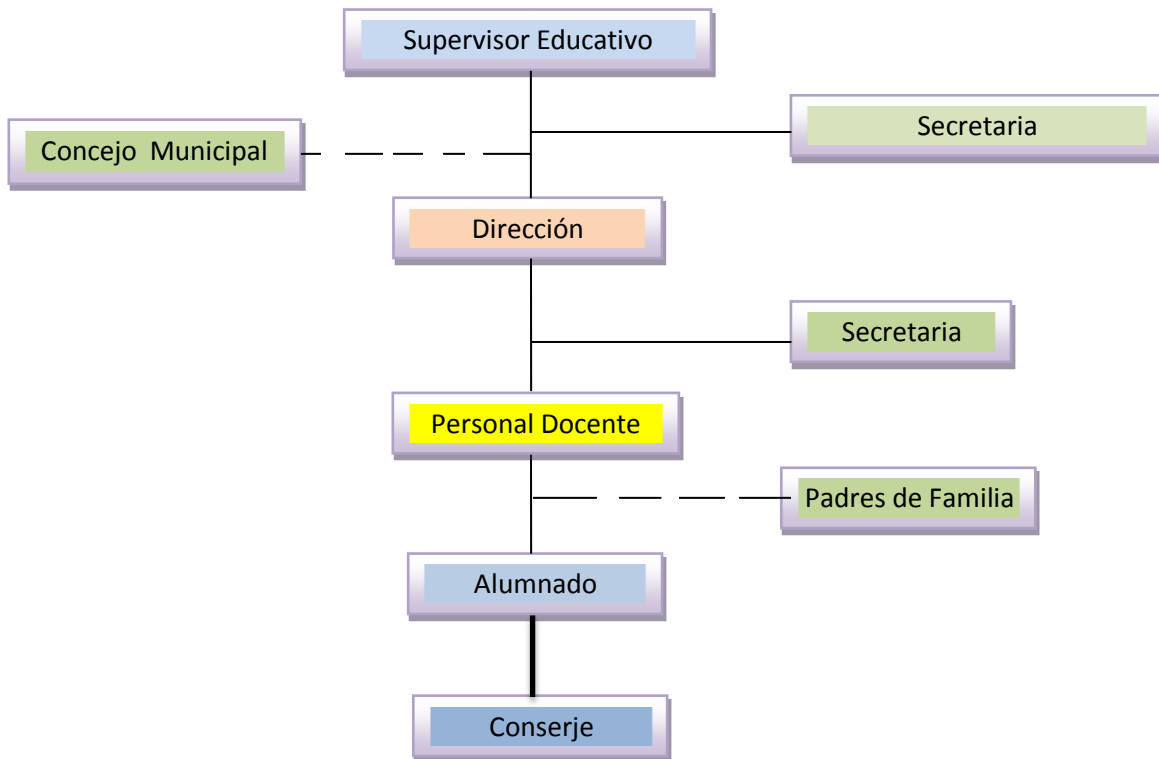 Supervisor Educativo
Secretaria
Concejo Municipal
Dirección
Secretaria
Personal Docente
Padres de Familia
Alumnado
Conserje